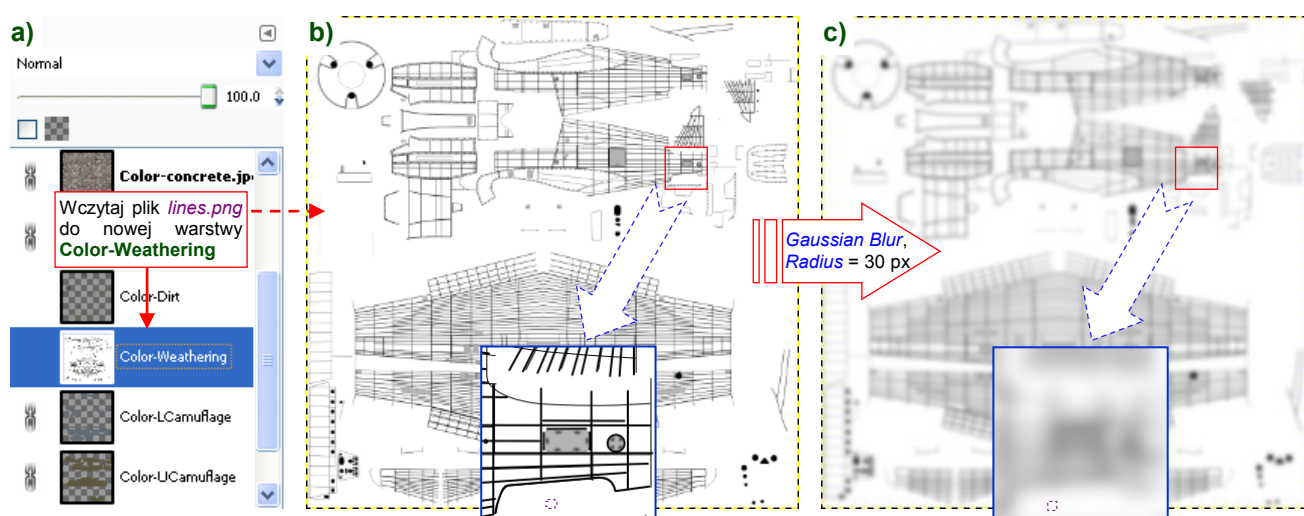 a)
Normal
100.0
Color-concrete.jp
Wczytaj plik lines.png
do nowej warstwy
Color-Weathering
Color-Dirt
Color-Weathering
Color-LCamuflage
Color-UCamuflage
b)
Gaussian Blur,
Radius = 30 px
c)